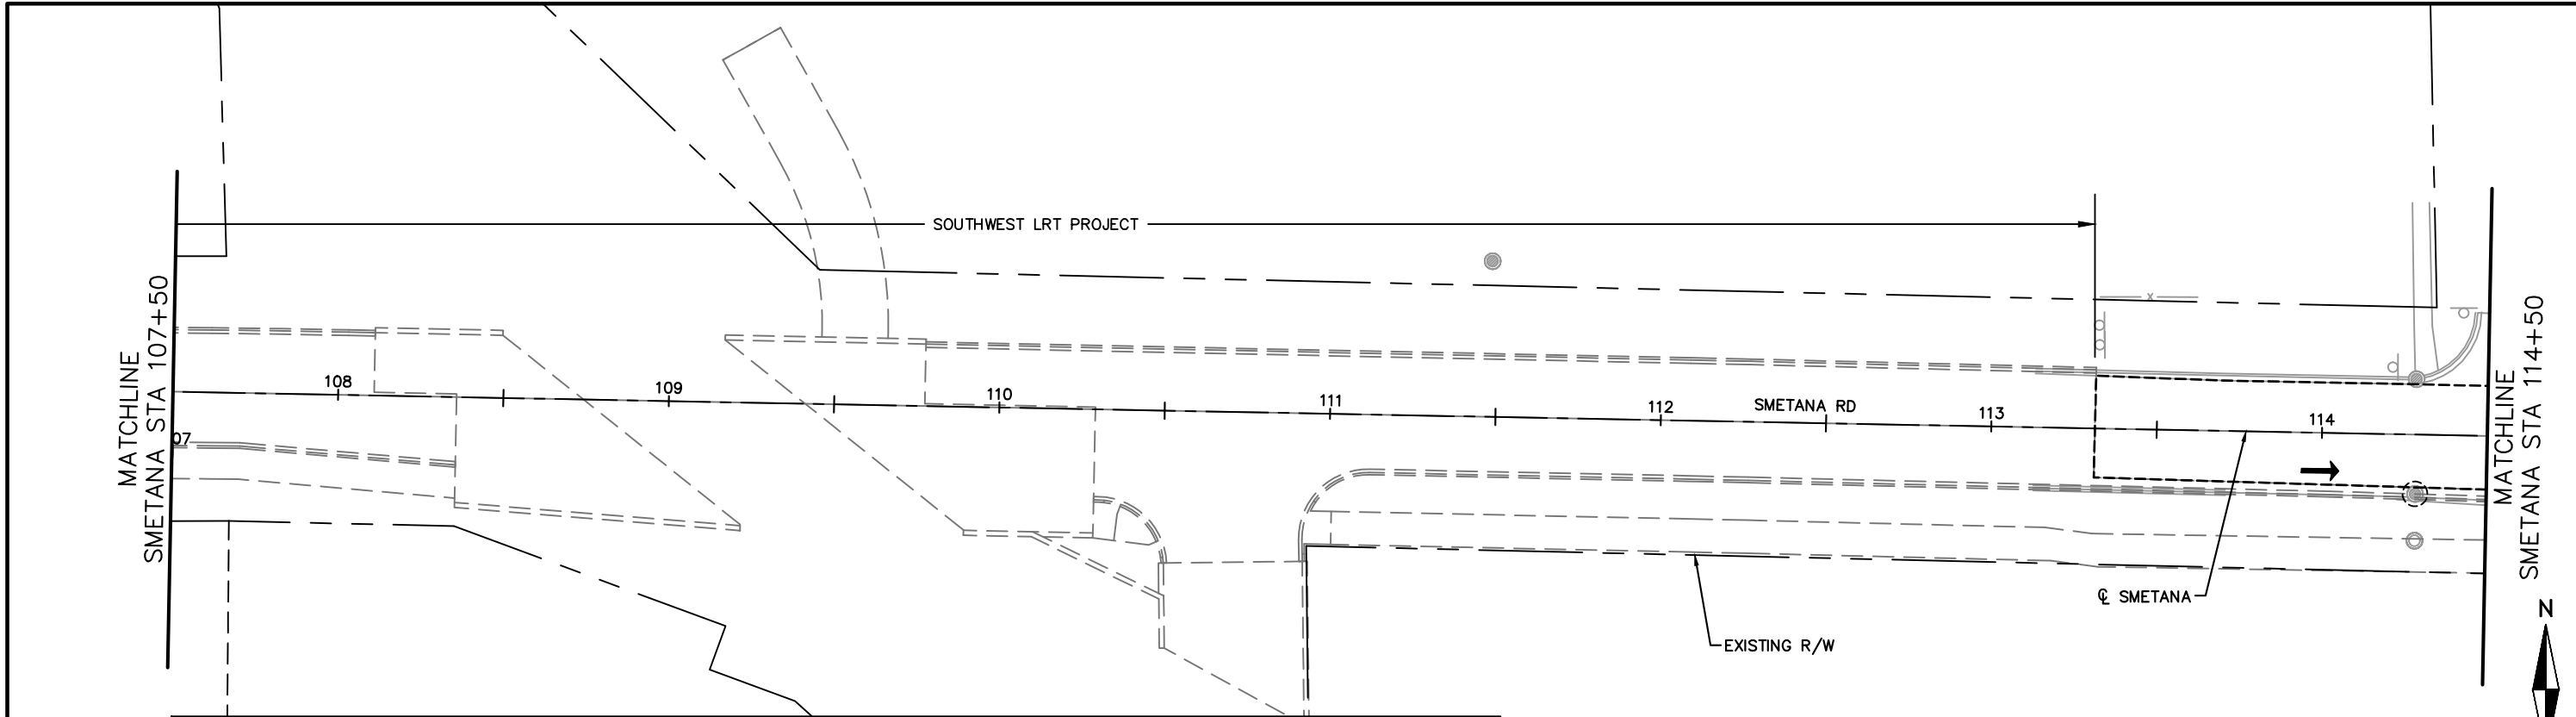 SOUTHWEST LRT PROJECT
MATCHLINE
SMETANA STA 107+50
MATCHLINE
SMETANA STA 114+50
X
108
109
110
111
112
SMETANA RD
113
114
07
℄ SMETANA
EXISTING R/W
N